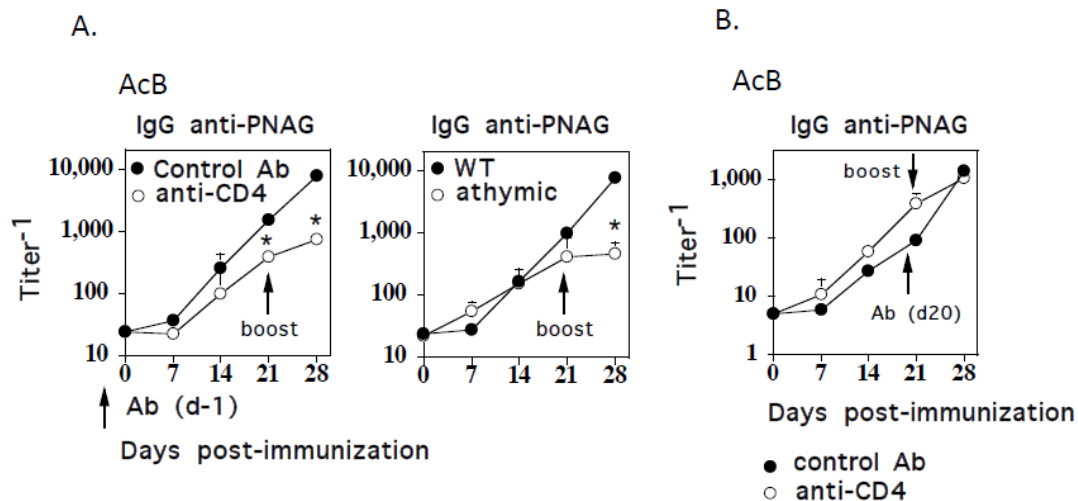 A.
AcB
IgG anti-PNAG
10,000
1,000
100
10
Titer-1
Control Ab
anti-CD4
*
*
boost
0 7 14 21 28
Ab (d-1)
Days post-immunization
IgG anti-PNAG
10,000
1,000
100
10
WT
athymic
*
boost
0 7 14 21 28
B.
AcB
IgG anti-PNAG
1,000
100
10
1
Titer-1
boost
Ab (d20)
0 7 14 21 28
Days post-immunization
control Ab
anti-CD4